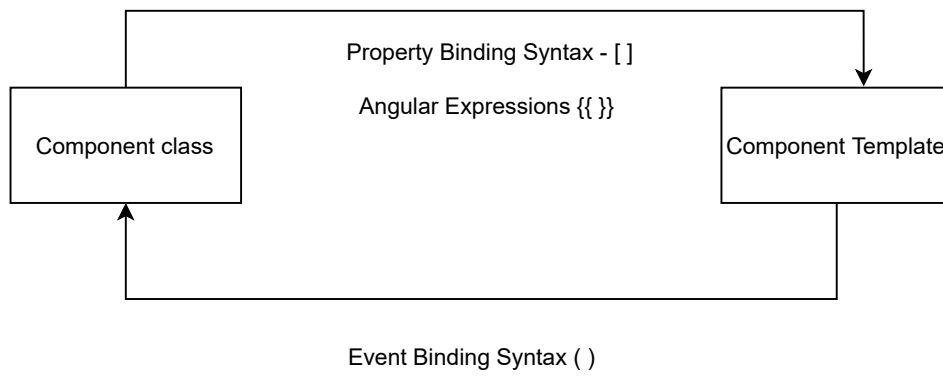 Property Binding Syntax - [ ]
Angular Expressions {{ }}
Component class
Component Template
Event Binding Syntax ( )